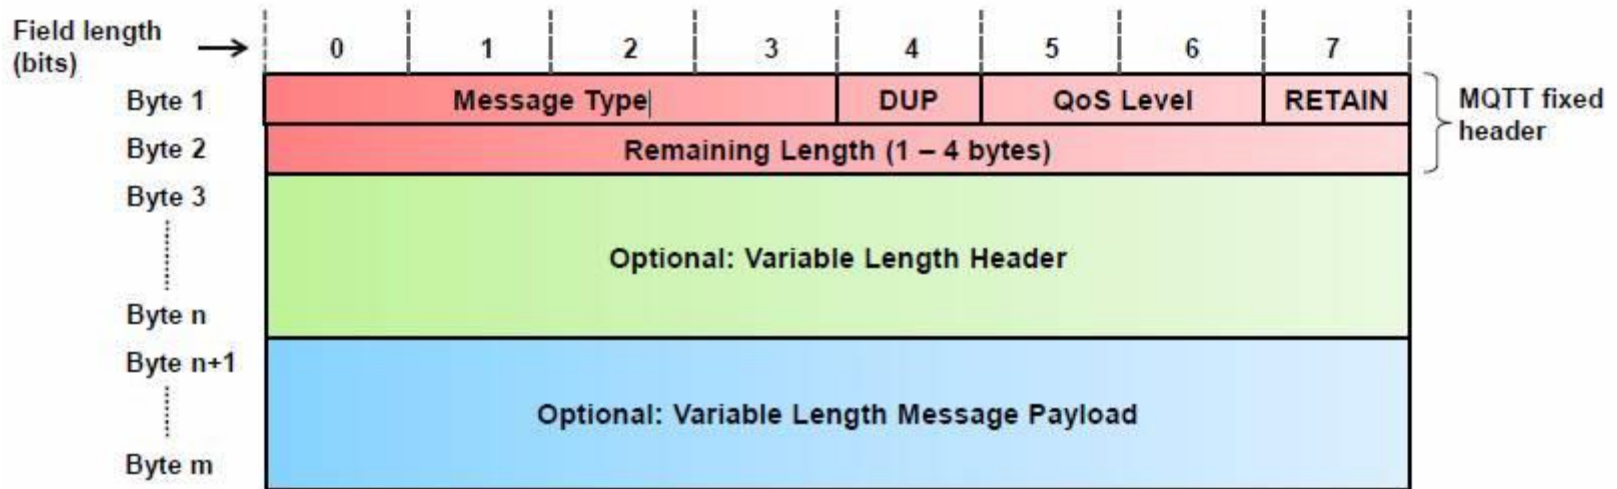 Field length
(bits)
0 1 2 3 4 5 6 7
Byte 1 Message Type DUP QoS Level RETAIN
MQTT fixed
header
Byte 2 Remaining Length (1 – 4 bytes)
Byte 3
Optional: Variable Length Header
Byte n
Byte n+1
Optional: Variable Length Message Payload
Byte m